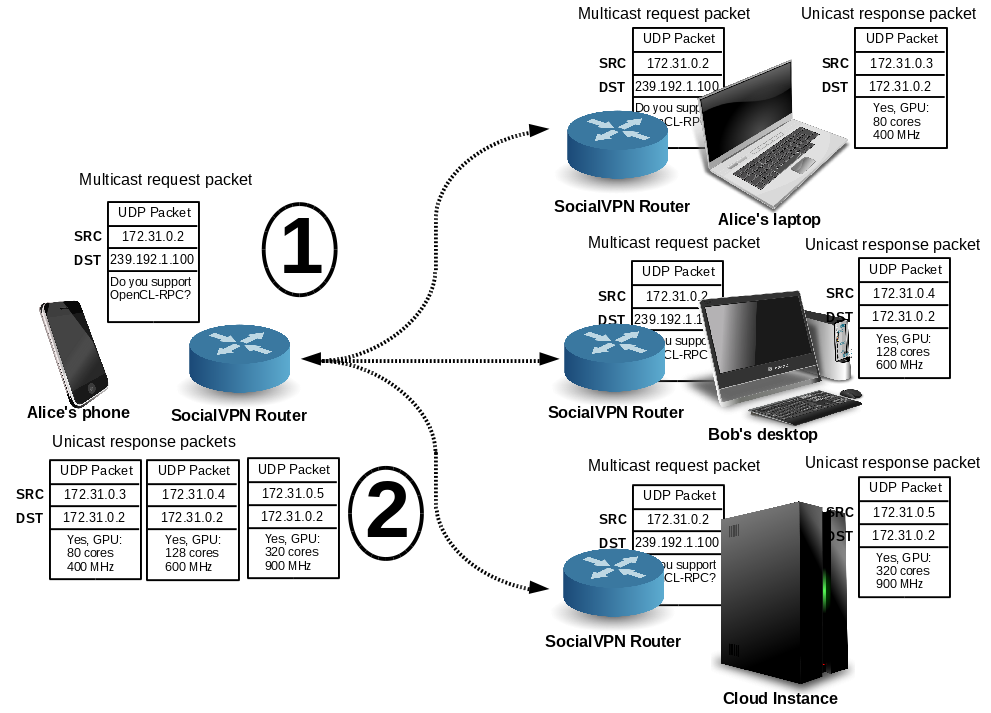 Multicast request packet
UDP Packet
SRC 172.31.0.2
DST 239.192.1.100
Do you support
OpenCL-RPC?
1
Alice's phone
SocialVPN Router
Unicast response packets
UDP Packet UDP Packet UDP Packet
SRC 172.31.0.3 172.31.0.4 172.31.0.5
DST 172.31.0.2 172.31.0.2 172.31.0.2
Yes, GPU: Yes, GPU: Yes, GPU:
80 cores 128 cores 320 cores
400 MHz 600 MHz 900 MHz
2
Multicast request packet
UDP Packet
SRC 172.31.0.2
DST 239.192.1.100
Do you supp
CL-RP
SocialVPN Router
Alice's laptop
Unicast response packet
UDP Packet
SRC 172.31.0.3
DST 172.31.0.2
Yes, GPU:
80 cores
400 MHz
Multicast request packet
UDP Packet
SRC 172.31.0.2
DST 239.192.1.1
ou suppo
CL-RPC
SocialVPN Router
Bob's desktop
Unicast response packet
UDP Packet
SRC 172.31.0.4
DST 172.31.0.2
Yes, GPU:
128 cores
600 MHz
Multicast request packet
UDP Packet
SRC 172.31.0.2
DST 239.192.1.100
ou support
CL-RPC?
SocialVPN Router
Cloud Instance
Unicast response packet
UDP Packet
SRC 172.31.0.5
DST 172.31.0.2
Yes, GPU:
320 cores
900 MHz